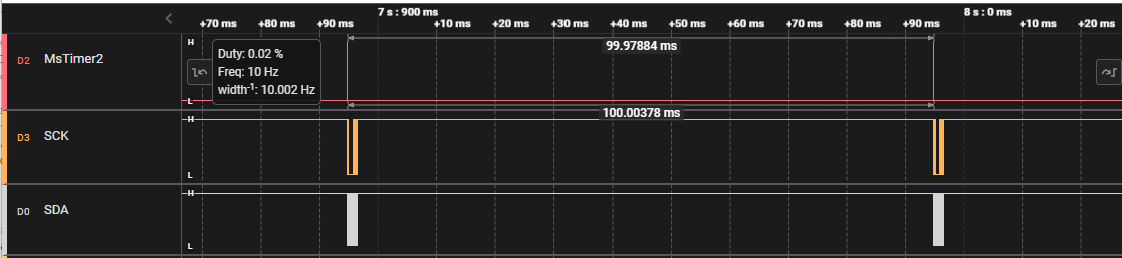 7 s : 900 ms
8 s : 0 ms
+70 ms +80 ms +90 ms +10 ms +20 ms +30 ms +40 ms +50 ms +60 ms +70 ms +80 ms +90 ms +10 ms +20 ms
H
99.97884 ms
D2 MsTimer2
Duty: 0.02 %
Freq: 10 Hz
width-1: 10.002 Hz
L
100.00378 ms
H
D3 SCK
L
H
D0 SDA
L